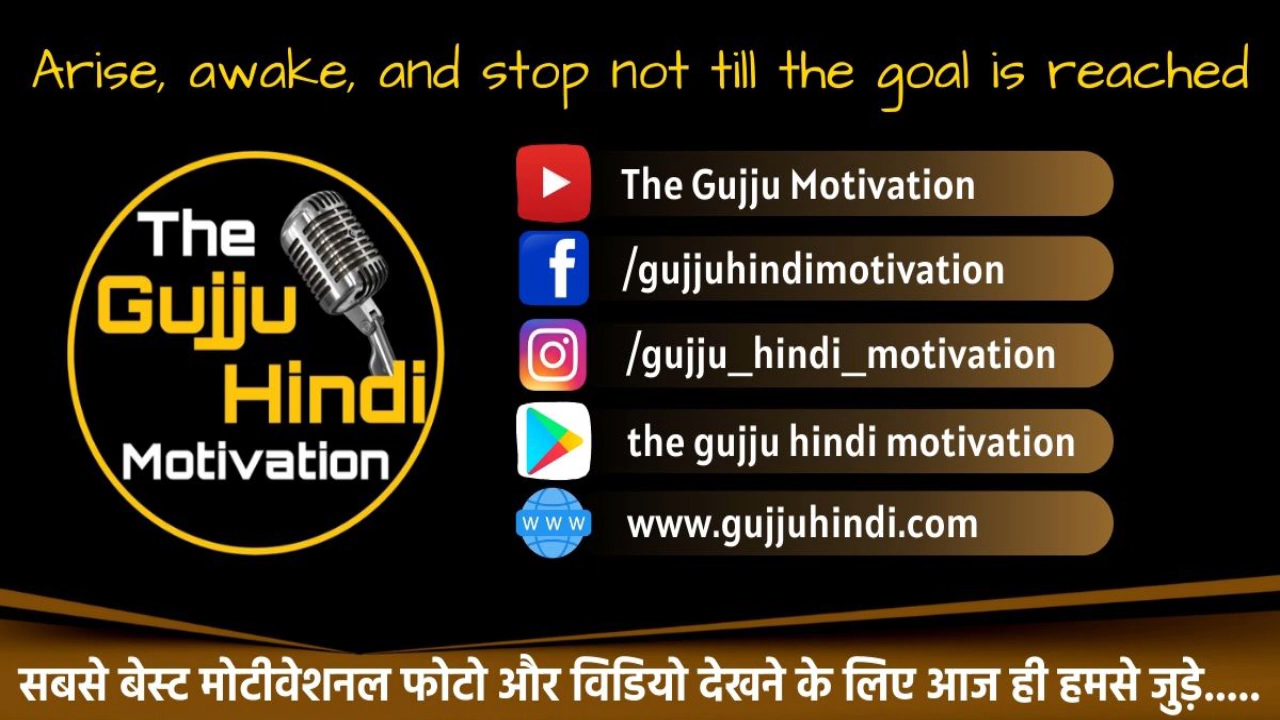 Arise, awake, and stop not till the goal is reached
The
Gujju
Hindi
Motivation
The Gujju Motivation
/gujjuhindimotivation
/gujju_hindi_motivation
the gujju hindi motivation
WWW
www.gujjuhindi.com
सबसे बेस्ट मोटीवेशनल फोटो और विडियो देखने के लिए आज ही हमसे जुड़े.....